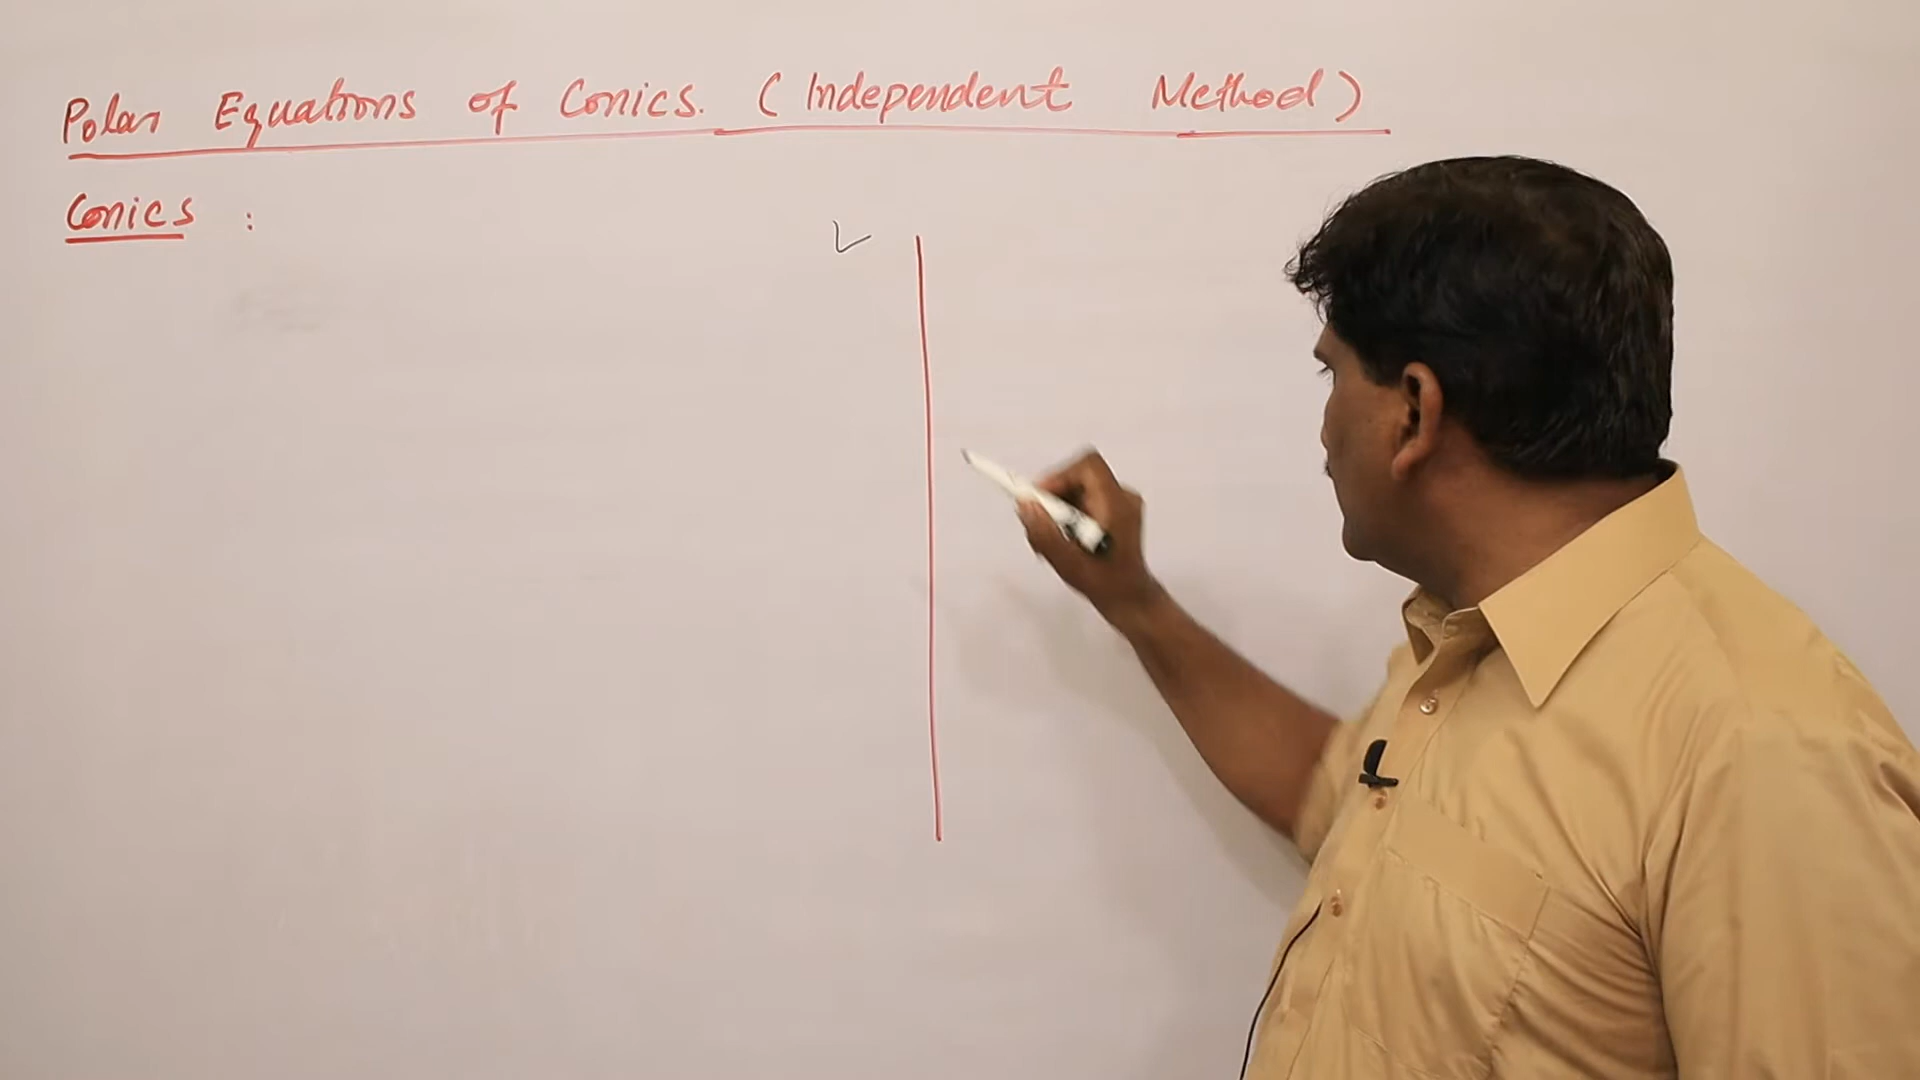 Polar Equations of Conics. (Independent Method)
Conics :
L